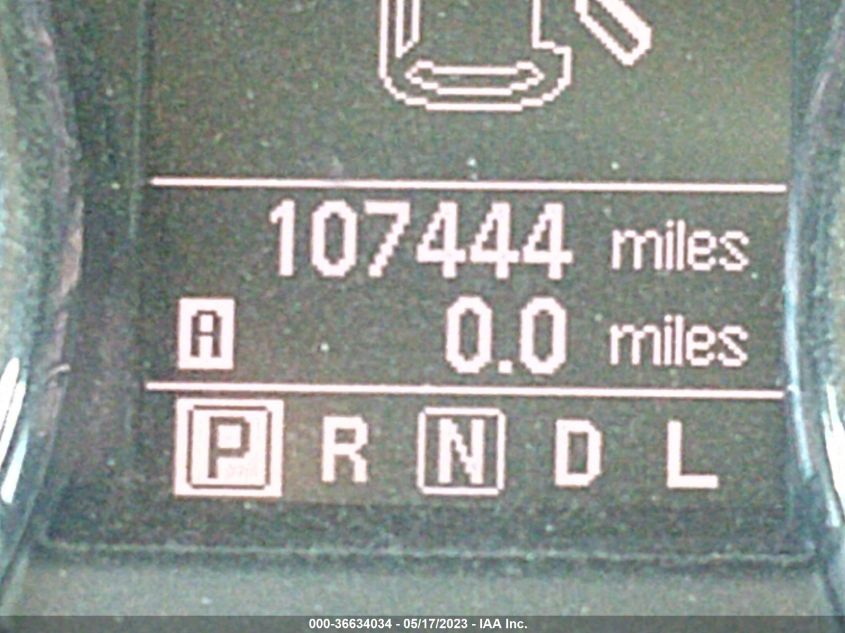 107444 miles
A 0.0 miles
P R N D L
000-36634034 - 05/17/2023 - IAA Inc.